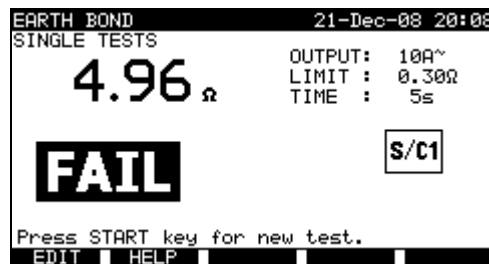 EARTH BOND 21-Dec-08 20:08
SINGLE TESTS
4.96 Ω
OUTPUT: 10A~
LIMIT : 0.30Ω
TIME : 5s
FAIL
S/C1
Press START key for new test.
EDIT HELP